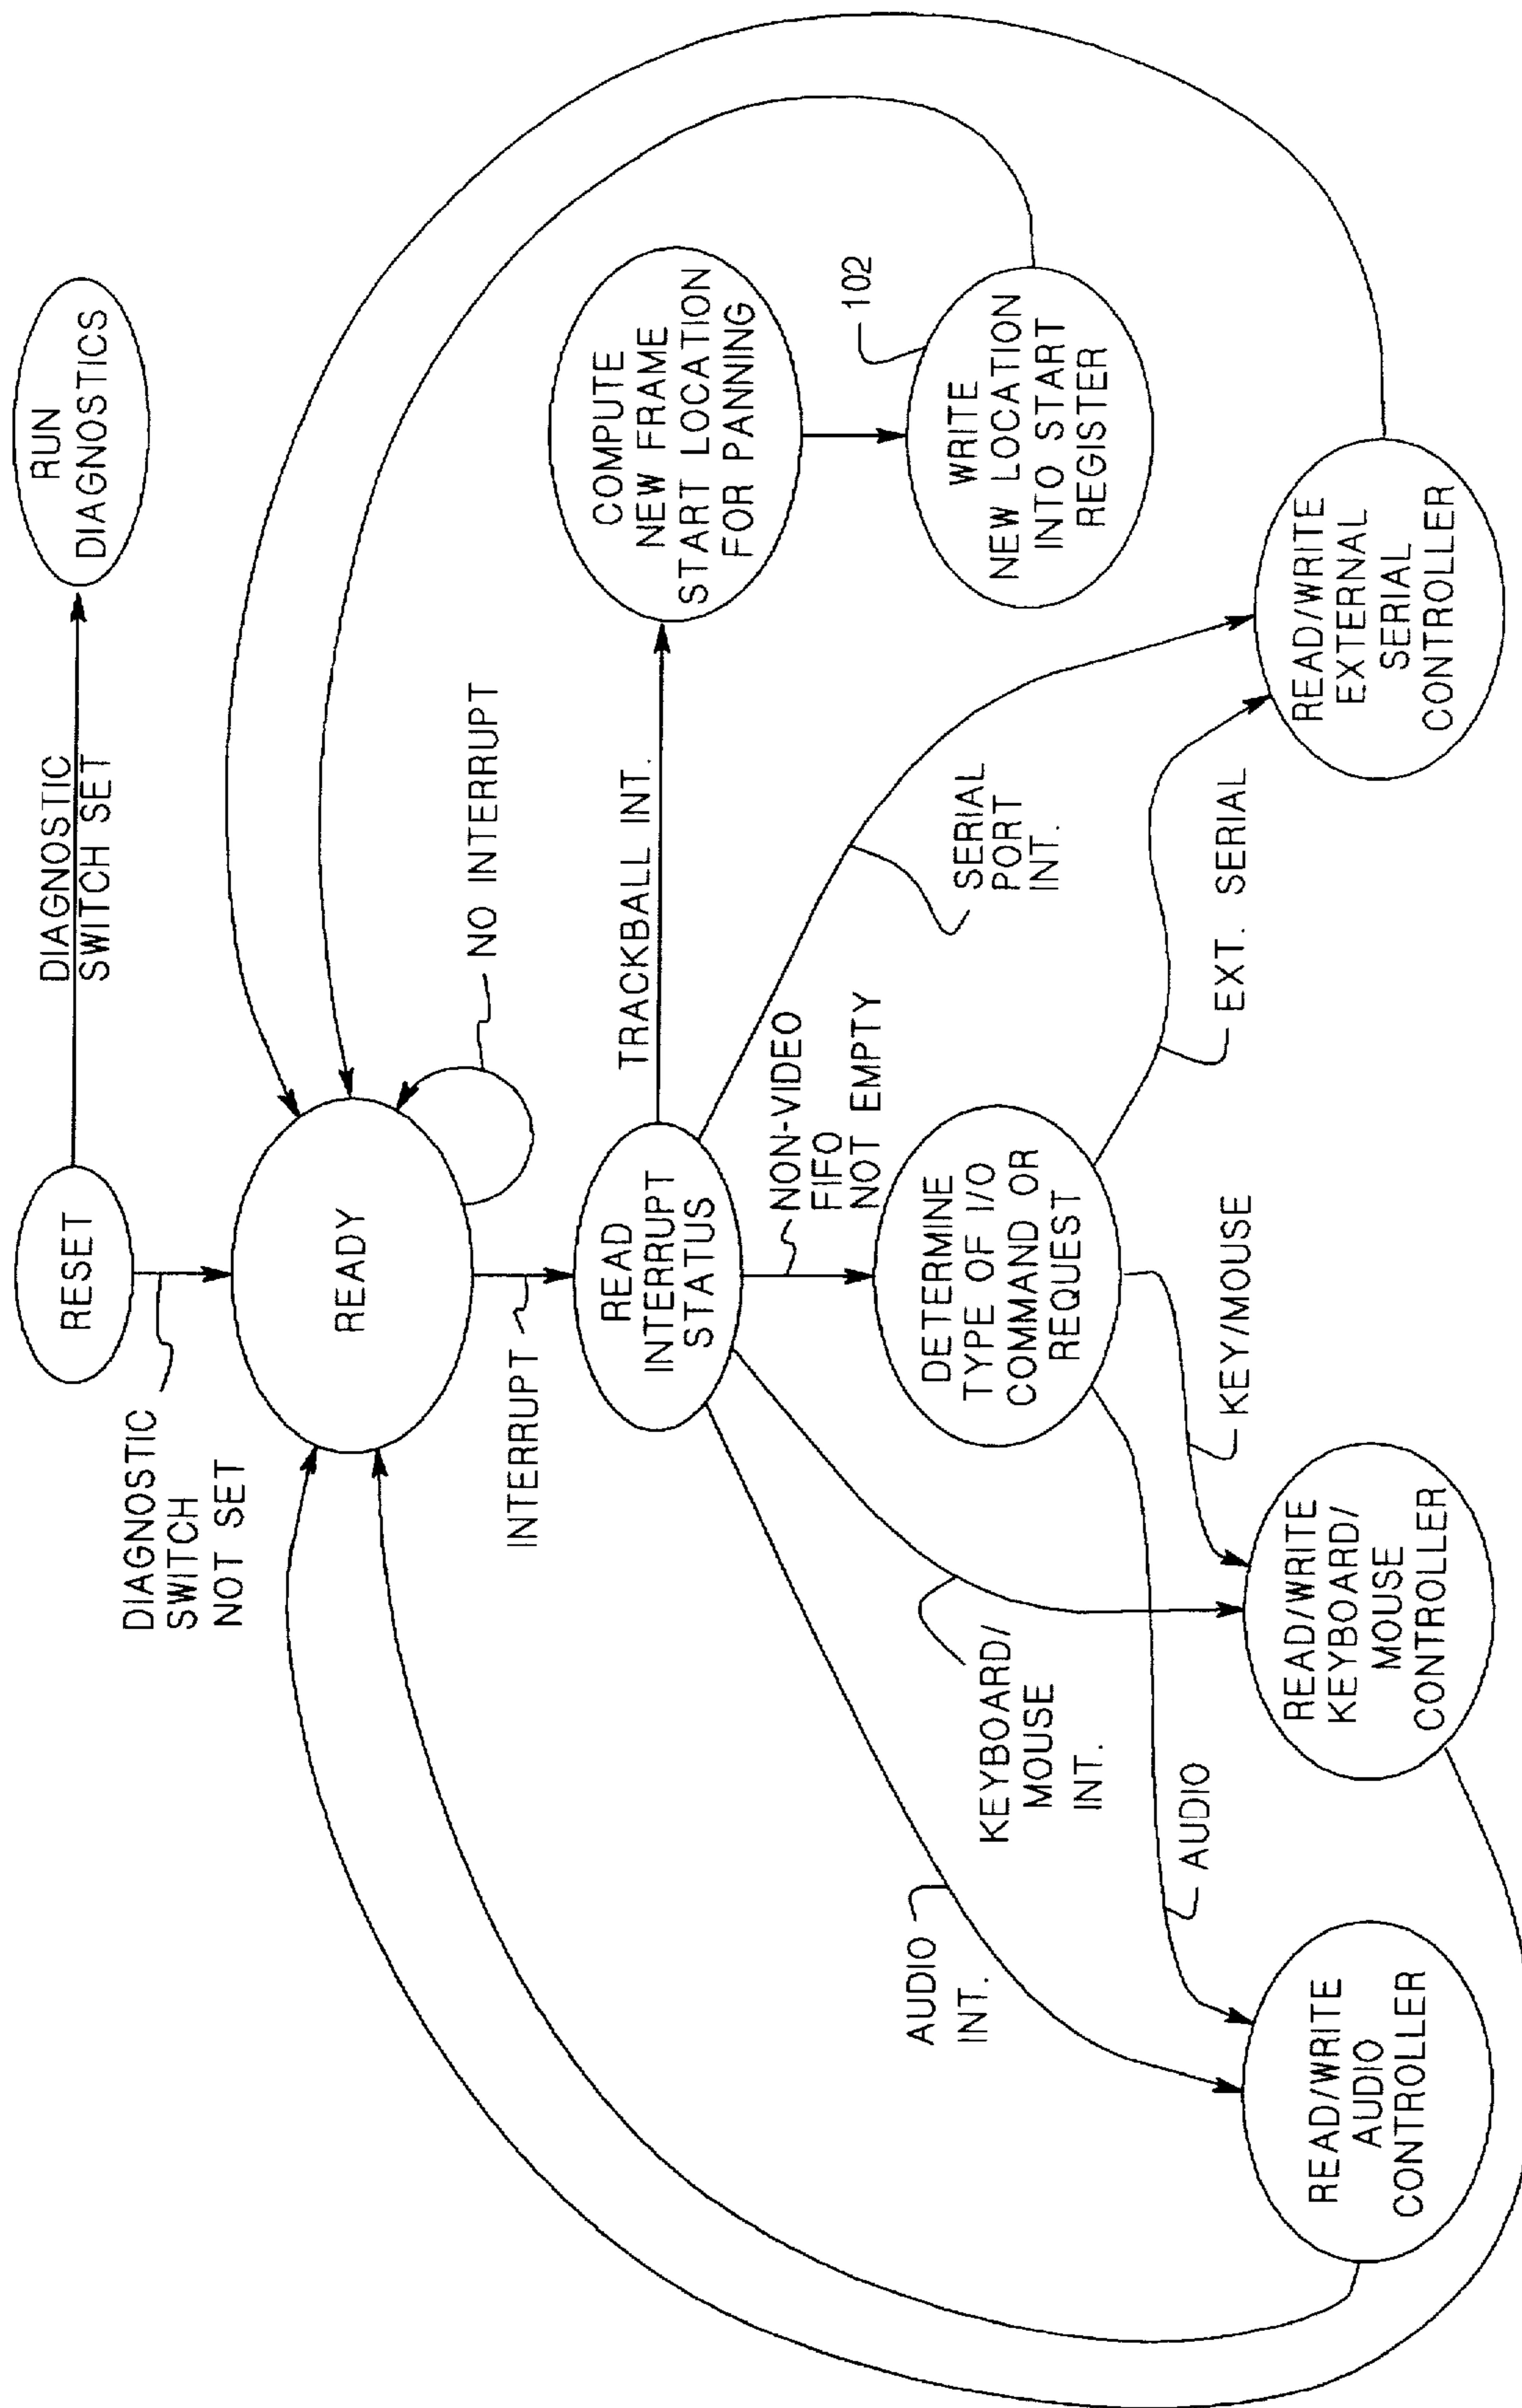 RUN
DIAGNOSTICS
DIAGNOSTIC
SWITCH SET
RESET
DIAGNOSTIC
SWITCH
NOT SET
READY
NO INTERRUPT
INTERRUPT
READ
INTERRUPT
STATUS
TRACKBALL INT.
COMPUTE
NEW FRAME
START LOCATION
FOR PANNING
102
WRITE
NEW LOCATION
INTO START
REGISTER
SERIAL
PORT
INT.
NON-VIDEO
FIFO
NOT EMPTY
DETERMINE
TYPE OF I/O
COMMAND OR
REQUEST
EXT. SERIAL
KEY/MOUSE
AUDIO
KEYBOARD/
MOUSE
INT.
AUDIO
INT.
READ/WRITE
AUDIO
CONTROLLER
READ/WRITE
KEYBOARD/
MOUSE
CONTROLLER
READ/WRITE
EXTERNAL
SERIAL
CONTROLLER